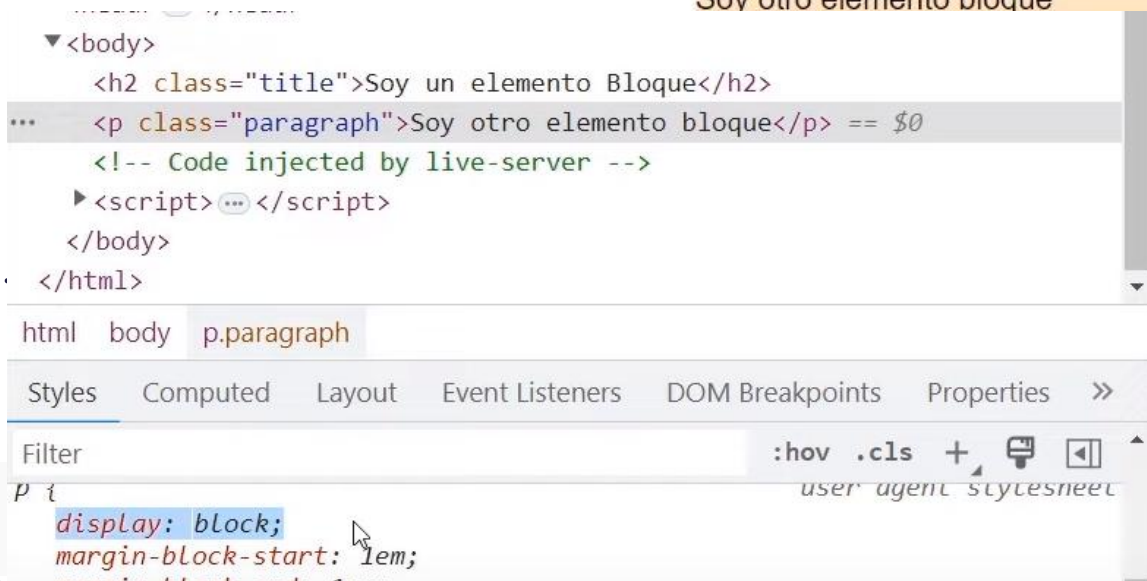 Soy otro elemento bloque
▼<body>
<h2 class="title">Soy un elemento Bloque</h2>
... <p class="paragraph">Soy otro elemento bloque</p> == $0
<!-- Code injected by live-server -->
▶<script>…</script>
</body>
</html>
html body p.paragraph
Styles Computed Layout Event Listeners DOM Breakpoints Properties »
Filter :hov .cls +
p { user agent stylesheet
display: block;
margin-block-start: 1em;